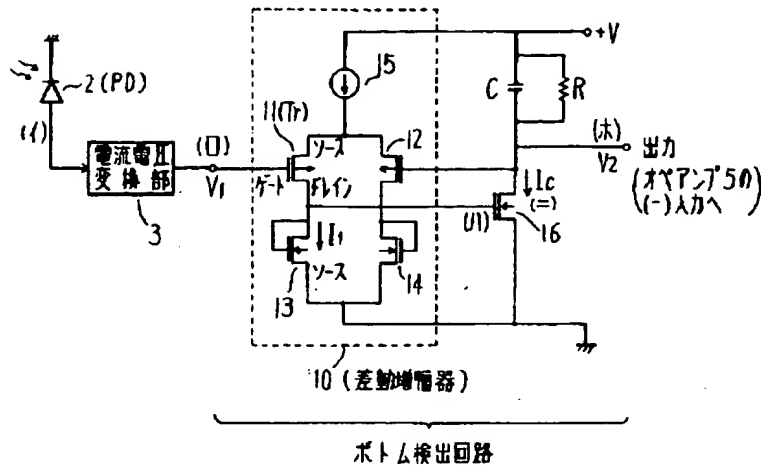 +V
15
2(PD)
C
R
(イ)
11(Tr)
12
(ホ)
出力
(オペアンプ5の
(-)入力へ)
V2
(ロ)
ソース
電流電圧
変換部
V1
ゲート
ドレイン
Ic
(ニ)
(ハ)
16
3
I1
ソース
13
14
10(差動増幅器)
ボトム検出回路